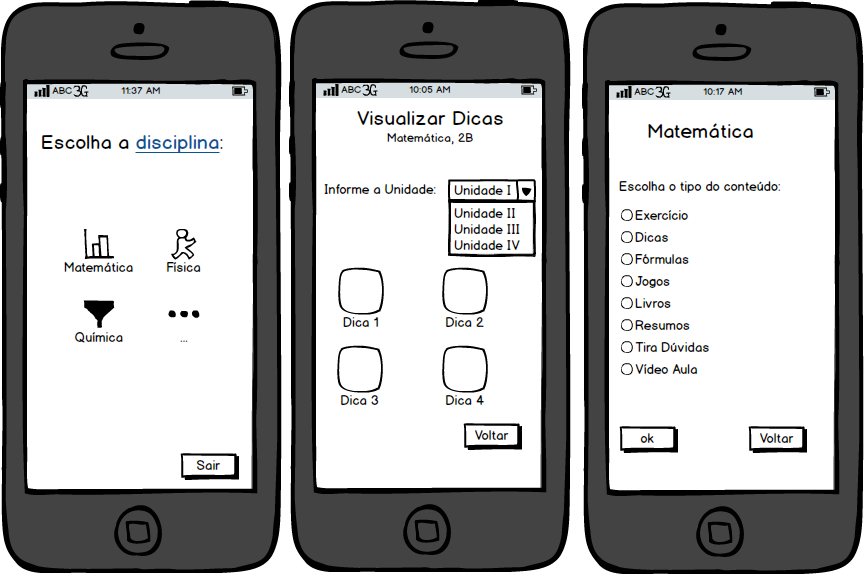 ABC 3G 11:37 AM
Escolha a disciplina:
Matemática Física
Química ...
Sair
ABC 3G 10:05 AM
Visualizar Dicas
Matemática, 2B
Informe a Unidade: Unidade I
Unidade II
Unidade III
Unidade IV
Dica 1 Dica 2
Dica 3 Dica 4
Voltar
ABC 3G 10:17 AM
Matemática
Escolha o tipo do conteúdo:
Exercício
Dicas
Fórmulas
Jogos
Livros
Resumos
Tira Dúvidas
Vídeo Aula
ok Voltar